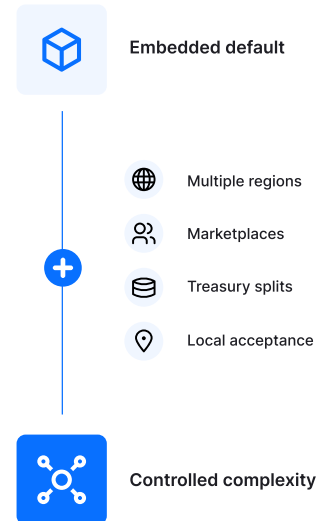 Embedded default
Multiple regions
Marketplaces
Treasury splits
Local acceptance
Controlled complexity